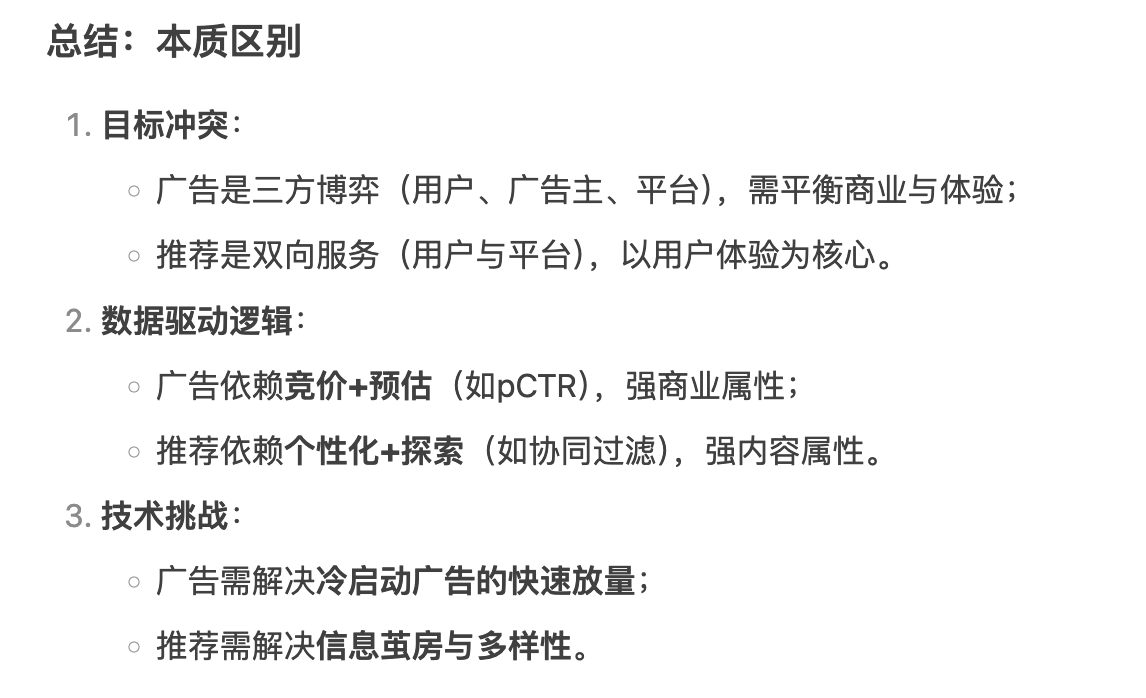 总结：本质区别
1. 目标冲突：
○ 广告是三方博弈（用户、广告主、平台），需平衡商业与体验；
○ 推荐是双向服务（用户与平台），以用户体验为核心。
2. 数据驱动逻辑：
○ 广告依赖竞价+预估（如pCTR），强商业属性；
○ 推荐依赖个性化+探索（如协同过滤），强内容属性。
3. 技术挑战：
○ 广告需解决冷启动广告的快速放量；
○ 推荐需解决信息茧房与多样性。